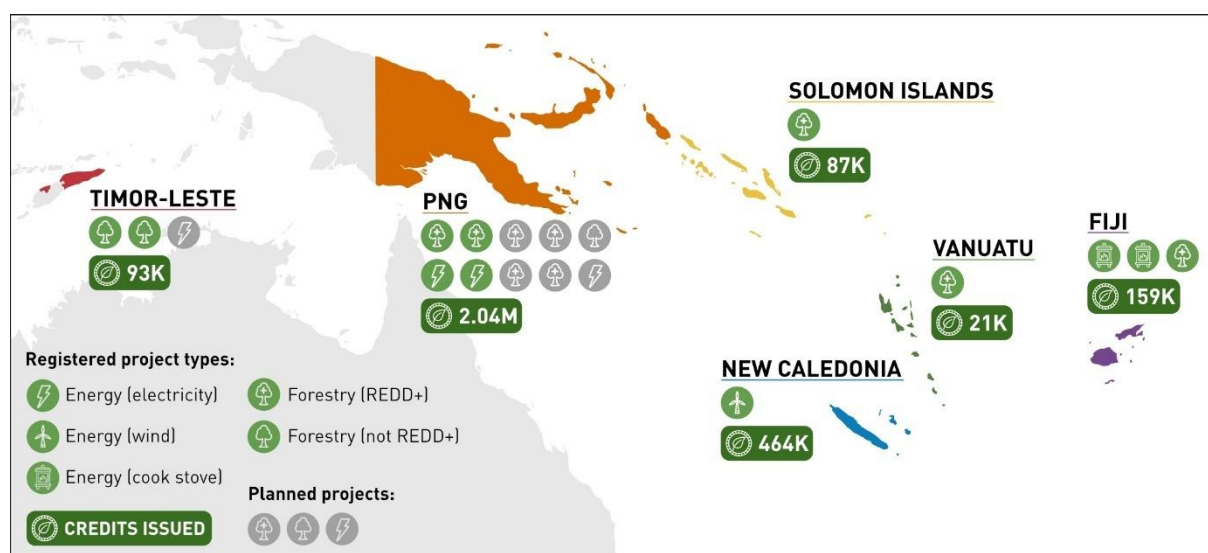 SOLOMON ISLANDS
87K
TIMOR-LESTE
93K
PNG
2.04M
FIJI
159K
VANUATU
21K
NEW CALEDONIA
464K
Registered project types:
Energy (electricity)
Forestry (REDD+)
Energy (wind)
Forestry (not REDD+)
Energy (cook stove)
Planned projects:
CREDITS ISSUED